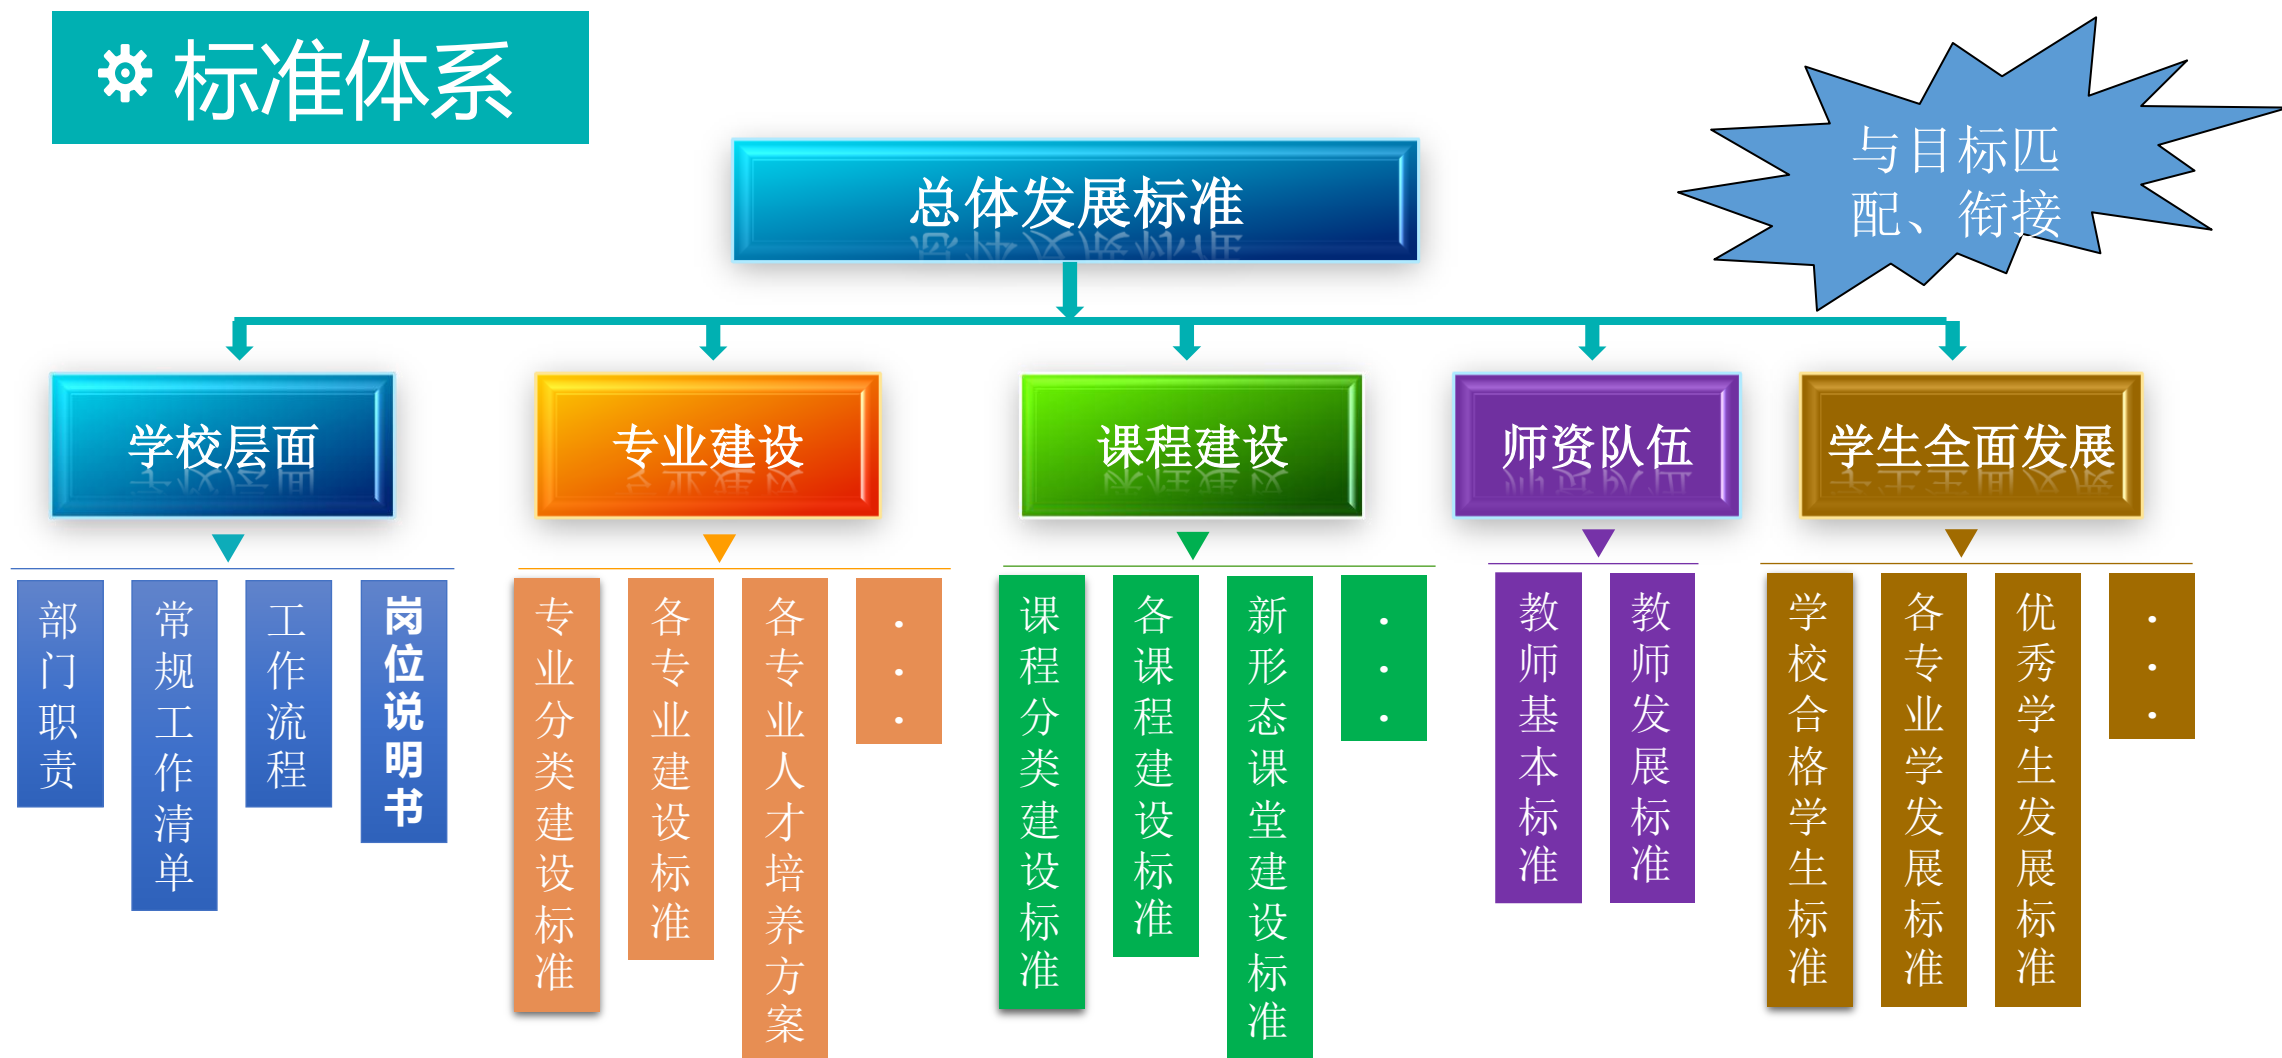 标准体系
与目标匹
配、衔接
总体发展标准
学校层面
专业建设
课程建设
师资队伍
学生全面发展
部门职责
常规工作清单
工作流程
岗位说明书
专业分类建设标准
各专业建设标准
各专业人才培养方案
...
课程分类建设标准
各课程建设标准
新形态课堂建设标准
...
教师基本标准
教师发展标准
学校合格学生标准
各专业学发展标准
优秀学生发展标准
...